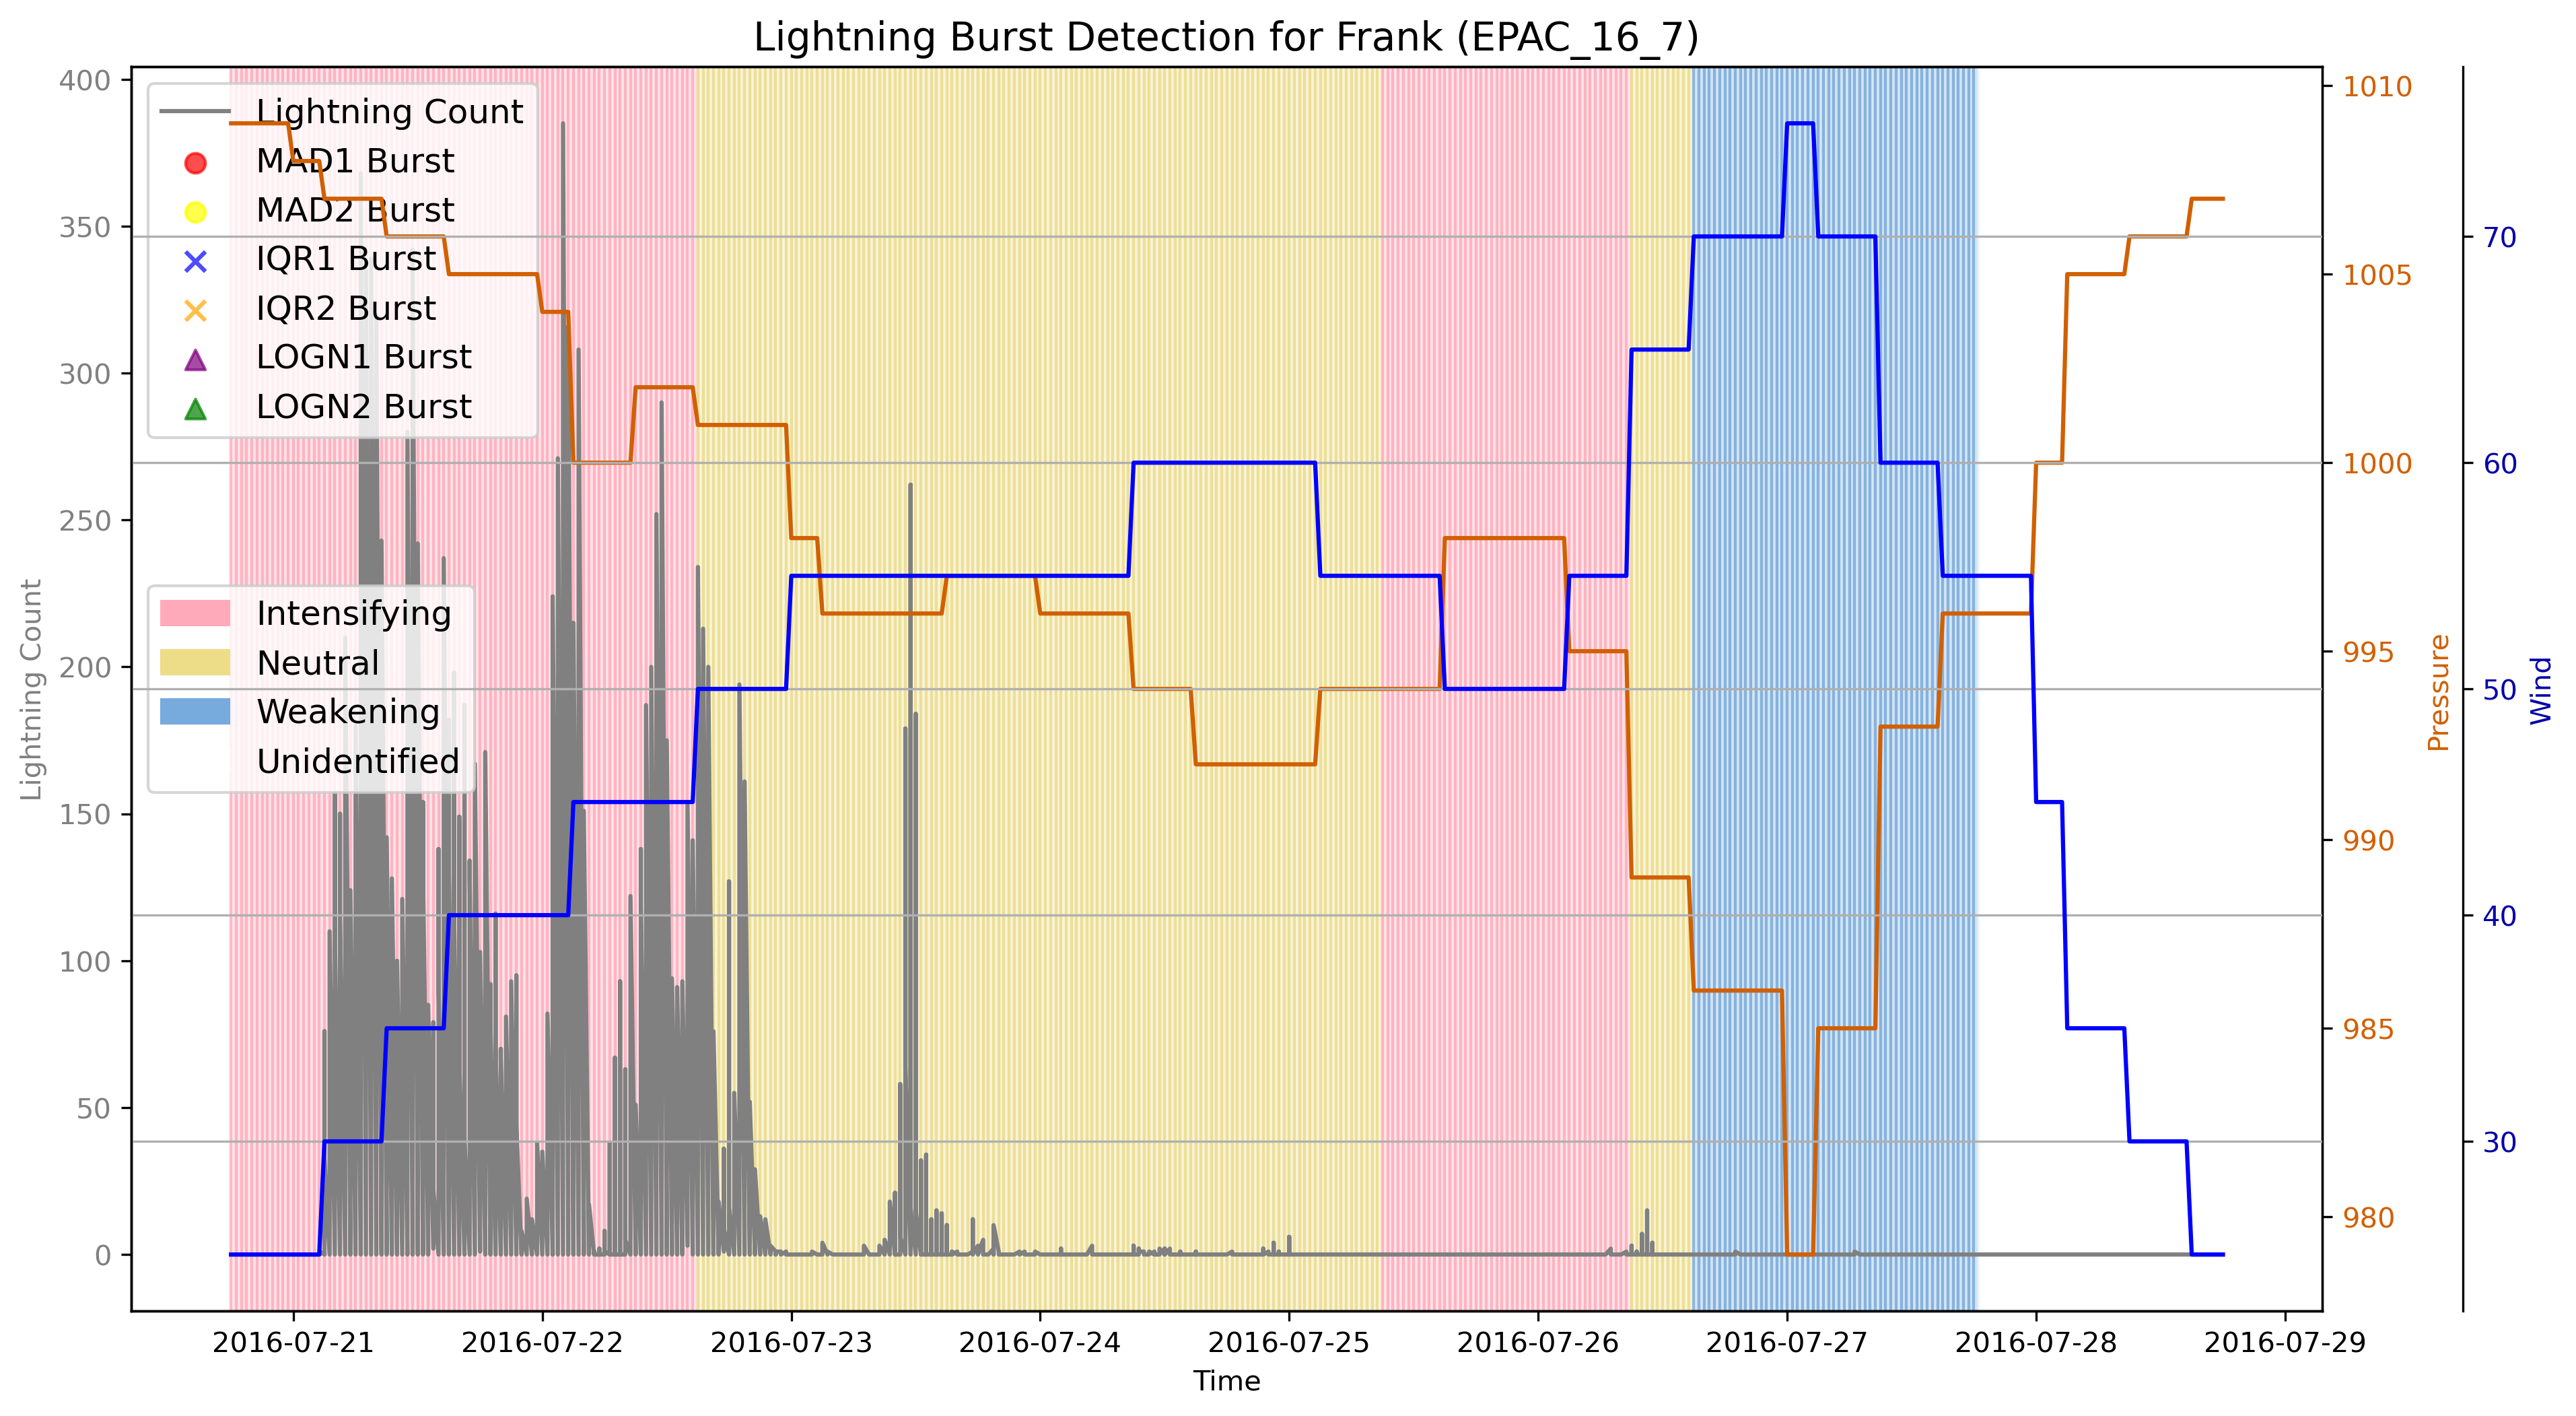 Lightning Burst Detection for Frank (EPAC_16_7)
Lightning Count
MAD1 Burst
MAD2 Burst
IQR1 Burst
IQR2 Burst
LOGN1 Burst
LOGN2 Burst
Intensifying
Neutral
Weakening
Unidentified
Lightning Count
400
350
300
250
200
150
100
50
0
1010
1005
1000
995
990
985
980
Pressure
70
60
50
40
30
Wind
2016-07-21
2016-07-22
2016-07-23
2016-07-24
2016-07-25
2016-07-26
2016-07-27
2016-07-28
2016-07-29
Time